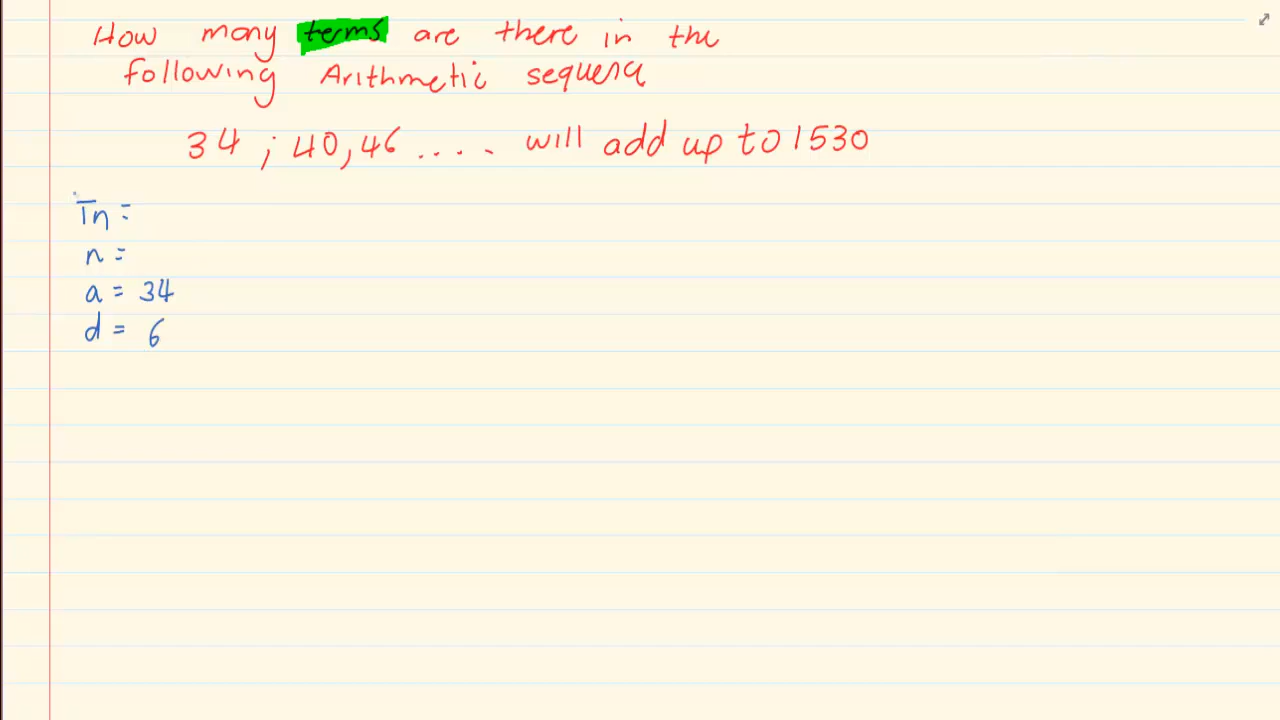 How many terms are there in the
following Arithmetic sequence
34 ; 40, 46 .... will add up to 1530
Tn =
n =
a = 34
d = 6